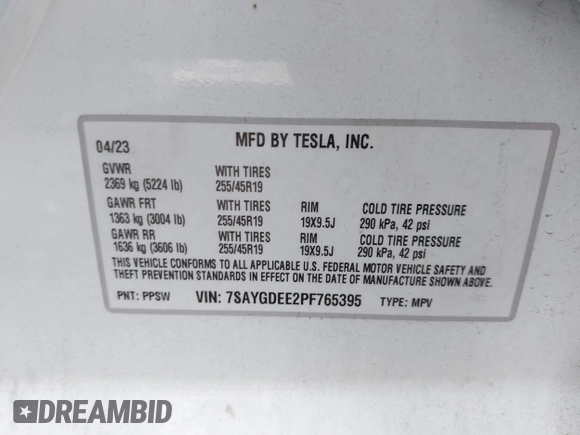 04/23 MFD BY TESLA, INC.
GVWR WITH TIRES
2369 kg (5224 lb) 255/45R19
GAWR FRT WITH TIRES RIM COLD TIRE PRESSURE
1363 kg (3004 lb) 255/45R19 19X9.5J 290 kPa, 42 psi
GAWR RR WITH TIRES RIM COLD TIRE PRESSURE
1636 kg (3606 lb) 255/45R19 19X9.5J 290 kPa, 42 psi
THIS VEHICLE CONFORMS TO ALL APPLICABLE U.S. FEDERAL MOTOR VEHICLE SAFETY AND
THEFT PREVENTION STANDARDS IN EFFECT ON THE DATE OF MANUFACTURE SHOWN ABOVE.
PNT: PPSW VIN: 7SAYGDEE2PF765395 TYPE: MPV
DREAMBID